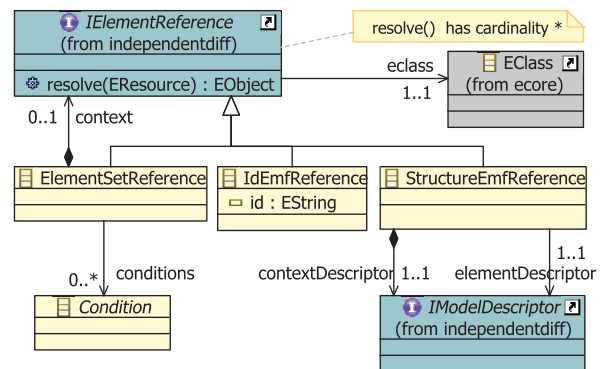 IElementReference
(from independentdiff)
resolve(EResource) : EObject
resolve() has cardinality *
eclass
1..1
EClass
(from ecore)
0..1 context
ElementSetReference
IdEmfReference
id : EString
StructureEmfReference
0..* conditions
Condition
contextDescriptor 1..1
1..1
elementDescriptor
IModelDescriptor
(from independentdiff)